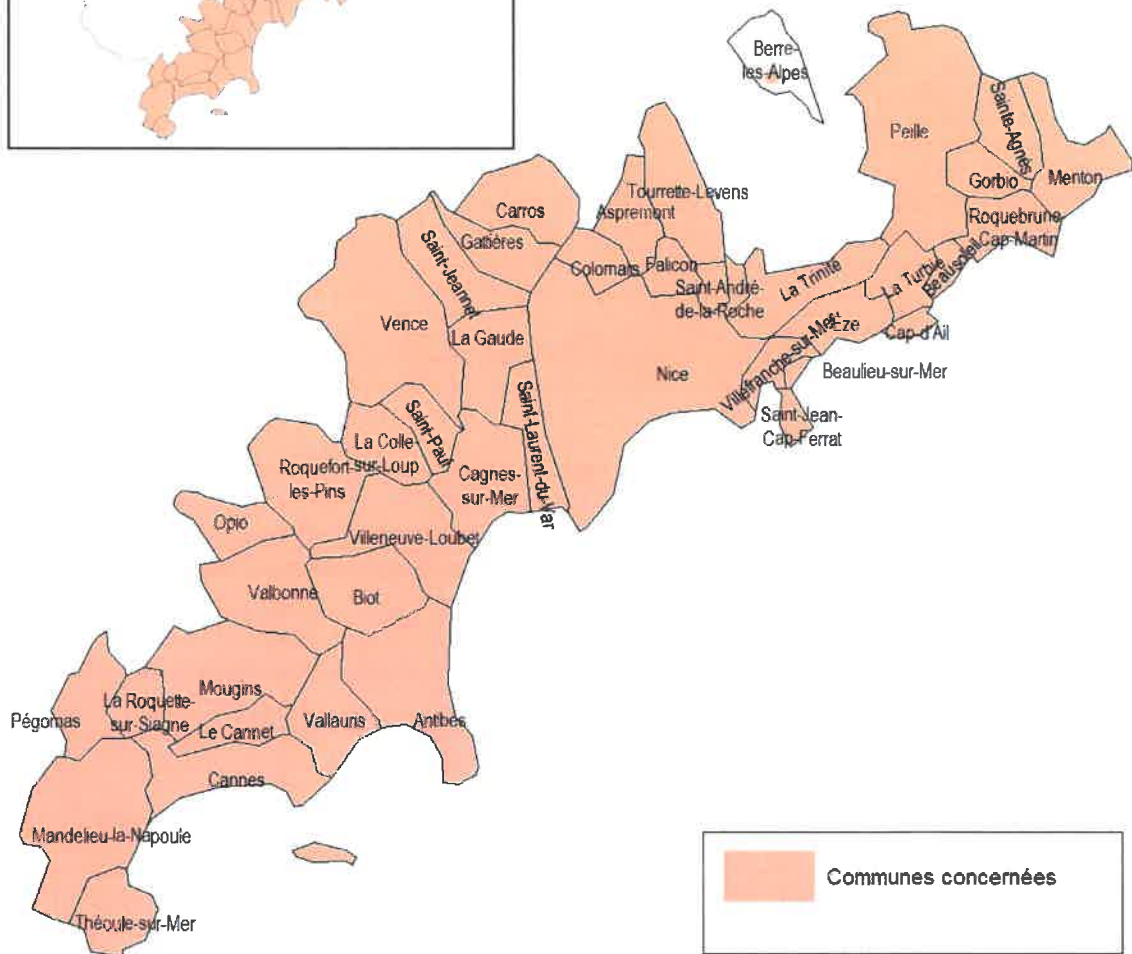 Berre-
les-Alpes
Peille
Sainte-Agnès
Gorbio
Menton
Roquebrune
Cap-Martin
Tourrette-Levens
Aspremont
Carros
Gattières
Saint-Jeannet
Colomars
Falicon
Saint-André-
de-la-Roche
La Trinité
La Turbie
Beausoleil
Vence
La Gaude
Nice
Eze
Cap-d'Ail
Villefranche-sur-Mer
Beaulieu-sur-Mer
Saint-Jean-
Cap-Ferrat
Saint-Laurent-du-Var
Saint-Paul
La Colle-
sur-Loup
Roquefort-
les-Pins
Cagnes-
sur-Mer
Opio
Villeneuve-Loubet
Valbonne
Biot
Mougins
La Roquette-
sur-Siagne
Pégomas
Le Cannet
Vallauris
Antibes
Cannes
Mandelieu-la-Napoule
Théoule-sur-Mer
Communes concernées